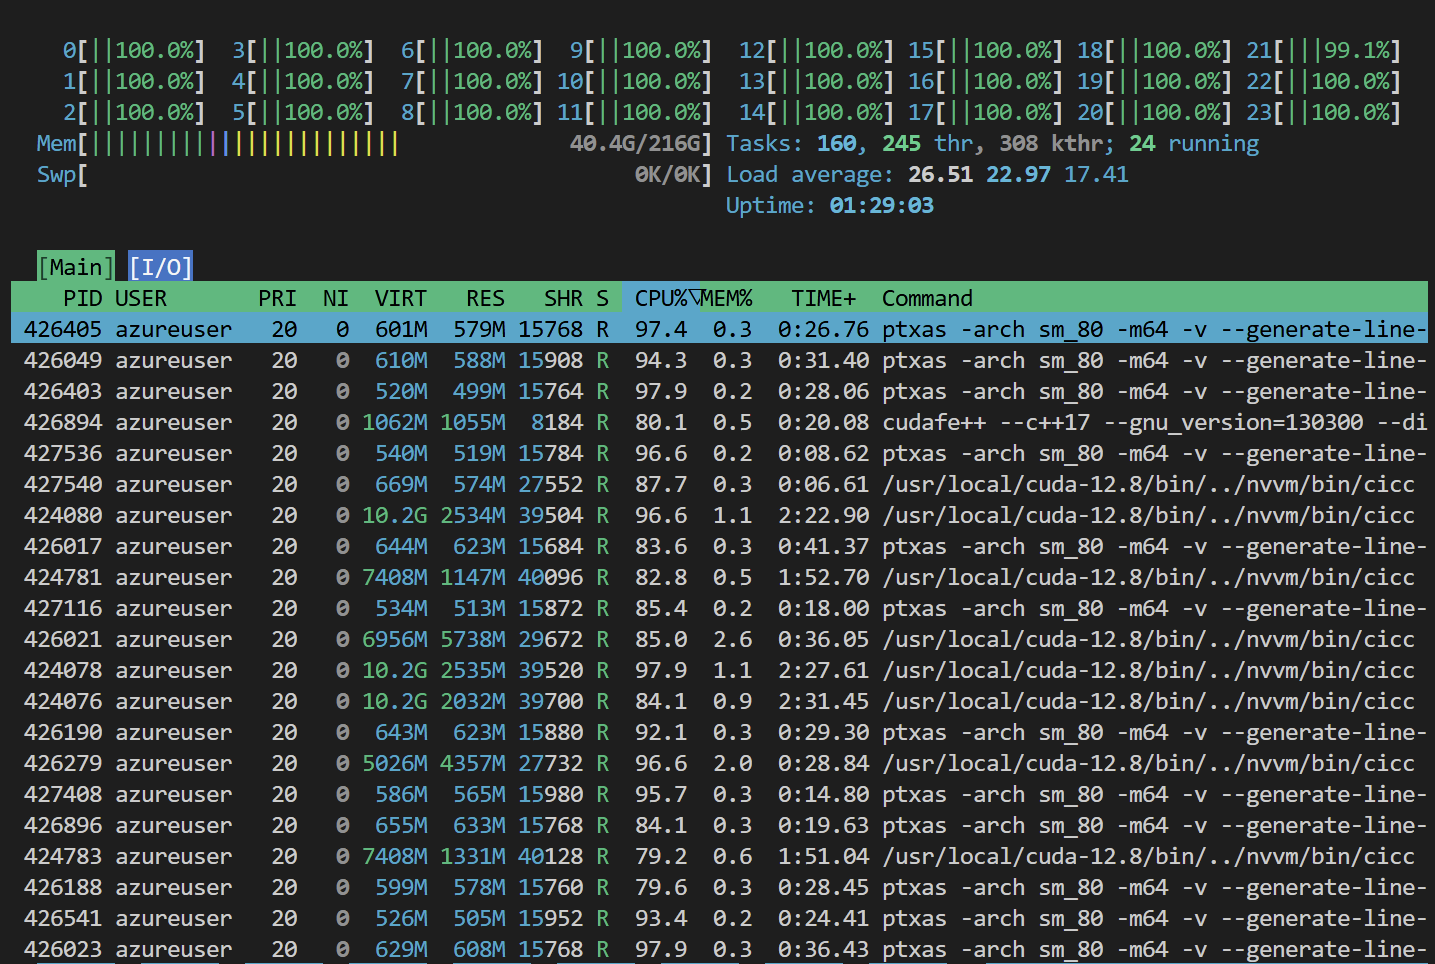 0[||100.0%] 3[||100.0%] 6[||100.0%] 9[||100.0%] 12[||100.0%] 15[||100.0%] 18[||100.0%] 21[|||99.1%]
1[||100.0%] 4[||100.0%] 7[||100.0%] 10[||100.0%] 13[||100.0%] 16[||100.0%] 19[||100.0%] 22[||100.0%]
2[||100.0%] 5[||100.0%] 8[||100.0%] 11[||100.0%] 14[||100.0%] 17[||100.0%] 20[||100.0%] 23[||100.0%]
Mem[||||||||||||||||||||||||| 40.4G/216G] Tasks: 160, 245 thr, 308 kthr; 24 running
Swp[ 0K/0K] Load average: 26.51 22.97 17.41
Uptime: 01:29:03
[Main] [I/O]
PID USER PRI NI VIRT RES SHR S CPU%▽MEM% TIME+ Command
426405 azureuser 20 0 601M 579M 15768 R 97.4 0.3 0:26.76 ptxas -arch sm_80 -m64 -v --generate-line-
426049 azureuser 20 0 610M 588M 15908 R 94.3 0.3 0:31.40 ptxas -arch sm_80 -m64 -v --generate-line-
426403 azureuser 20 0 520M 499M 15764 R 97.9 0.2 0:28.06 ptxas -arch sm_80 -m64 -v --generate-line-
426894 azureuser 20 0 1062M 1055M 8184 R 80.1 0.5 0:20.08 cudafe++ --c++17 --gnu_version=130300 --di
427536 azureuser 20 0 540M 519M 15784 R 96.6 0.2 0:08.62 ptxas -arch sm_80 -m64 -v --generate-line-
427540 azureuser 20 0 669M 574M 27552 R 87.7 0.3 0:06.61 /usr/local/cuda-12.8/bin/../nvvm/bin/cicc
424080 azureuser 20 0 10.2G 2534M 39504 R 96.6 1.1 2:22.90 /usr/local/cuda-12.8/bin/../nvvm/bin/cicc
426017 azureuser 20 0 644M 623M 15684 R 83.6 0.3 0:41.37 ptxas -arch sm_80 -m64 -v --generate-line-
424781 azureuser 20 0 7408M 1147M 40096 R 82.8 0.5 1:52.70 /usr/local/cuda-12.8/bin/../nvvm/bin/cicc
427116 azureuser 20 0 534M 513M 15872 R 85.4 0.2 0:18.00 ptxas -arch sm_80 -m64 -v --generate-line-
426021 azureuser 20 0 6956M 5738M 29672 R 85.0 2.6 0:36.05 /usr/local/cuda-12.8/bin/../nvvm/bin/cicc
424078 azureuser 20 0 10.2G 2535M 39520 R 97.9 1.1 2:27.61 /usr/local/cuda-12.8/bin/../nvvm/bin/cicc
424076 azureuser 20 0 10.2G 2032M 39700 R 84.1 0.9 2:31.45 /usr/local/cuda-12.8/bin/../nvvm/bin/cicc
426190 azureuser 20 0 643M 623M 15880 R 92.1 0.3 0:29.30 ptxas -arch sm_80 -m64 -v --generate-line-
426279 azureuser 20 0 5026M 4357M 27732 R 96.6 2.0 0:28.84 /usr/local/cuda-12.8/bin/../nvvm/bin/cicc
427408 azureuser 20 0 586M 565M 15980 R 95.7 0.3 0:14.80 ptxas -arch sm_80 -m64 -v --generate-line-
426896 azureuser 20 0 655M 633M 15768 R 84.1 0.3 0:19.63 ptxas -arch sm_80 -m64 -v --generate-line-
424783 azureuser 20 0 7408M 1331M 40128 R 79.2 0.6 1:51.04 /usr/local/cuda-12.8/bin/../nvvm/bin/cicc
426188 azureuser 20 0 599M 578M 15760 R 79.6 0.3 0:28.45 ptxas -arch sm_80 -m64 -v --generate-line-
426541 azureuser 20 0 526M 505M 15952 R 93.4 0.2 0:24.41 ptxas -arch sm_80 -m64 -v --generate-line-
426023 azureuser 20 0 629M 608M 15768 R 97.9 0.3 0:36.43 ptxas -arch sm_80 -m64 -v --generate-line-